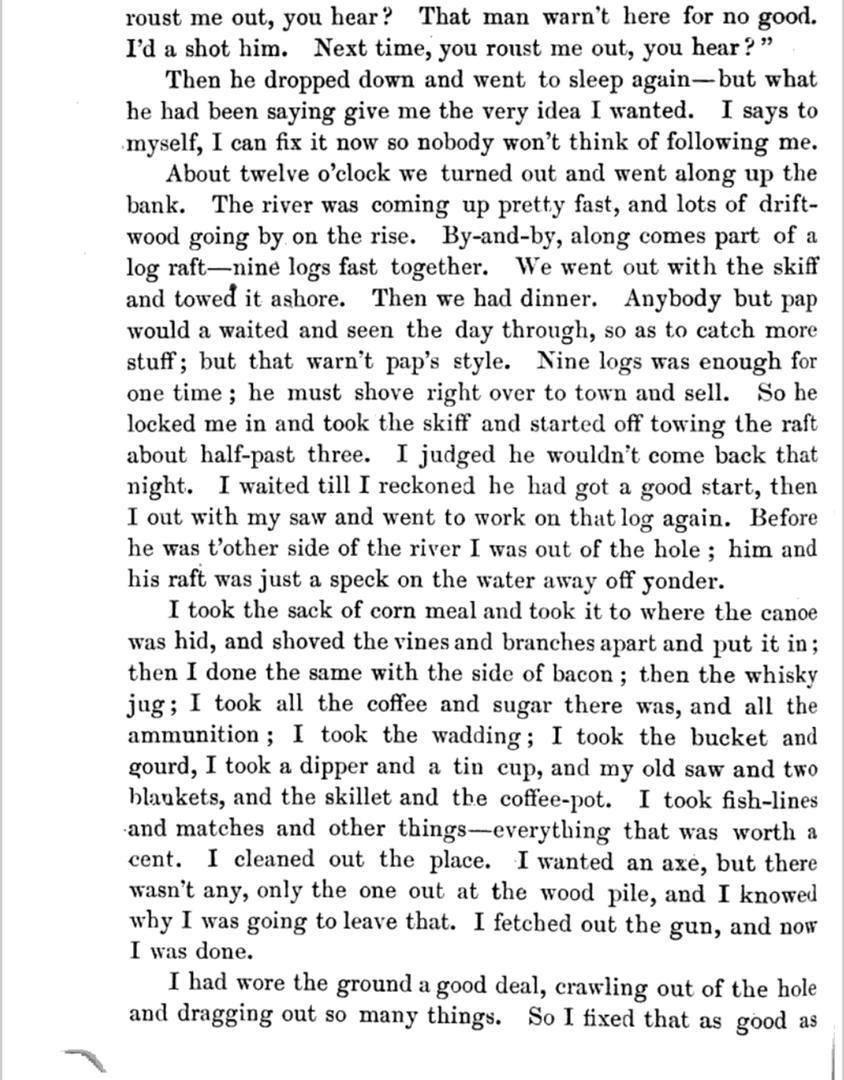 roust me out, you hear? That man warn't here for no good.
I'd a shot him. Next time, you roust me out, you hear?”
Then he dropped down and went to sleep again—but what
he had been saying give me the very idea I wanted. I says to
myself, I can fix it now so nobody won't think of following me.
About twelve o'clock we turned out and went along up the
bank. The river was coming up pretty fast, and lots of drift-
wood going by on the rise. By-and-by, along comes part of a
log raft—nine logs fast together. We went out with the skiff
and towed it ashore. Then we had dinner. Anybody but pap
would a waited and seen the day through, so as to catch more
stuff; but that warn't pap's style. Nine logs was enough for
one time; he must shove right over to town and sell. So he
locked me in and took the skiff and started off towing the raft
about half-past three. I judged he wouldn't come back that
night. I waited till I reckoned he had got a good start, then
I out with my saw and went to work on that log again. Before
he was t'other side of the river I was out of the hole; him and
his raft was just a speck on the water away off yonder.
I took the sack of corn meal and took it to where the canoe
was hid, and shoved the vines and branches apart and put it in;
then I done the same with the side of bacon; then the whisky
jug; I took all the coffee and sugar there was, and all the
ammunition; I took the wadding; I took the bucket and
gourd, I took a dipper and a tin cup, and my old saw and two
blankets, and the skillet and the coffee-pot. I took fish-lines
and matches and other things—everything that was worth a
cent. I cleaned out the place. I wanted an axe, but there
wasn't any, only the one out at the wood pile, and I knowed
why I was going to leave that. I fetched out the gun, and now
I was done.
I had wore the ground a good deal, crawling out of the hole
and dragging out so many things. So I fixed that as good as